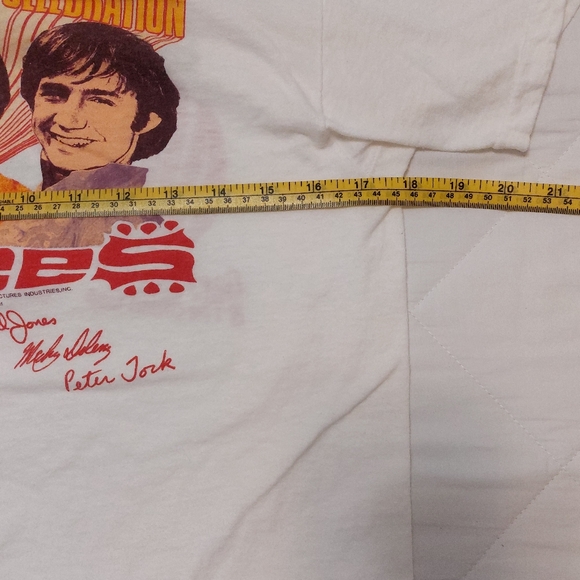 CELEBRATION
10 11 12 13 14 15 16 17 18 19 20 21
25 26 27 28 29 30 31 32 33 34 35 36 37 38 39 40 41 42 43 44 45 46 47 48 49 50 51 52 53 54
ees
CTURES INDUSTRIES, INC.
d Jones
Micky Dolenz
Peter Tork